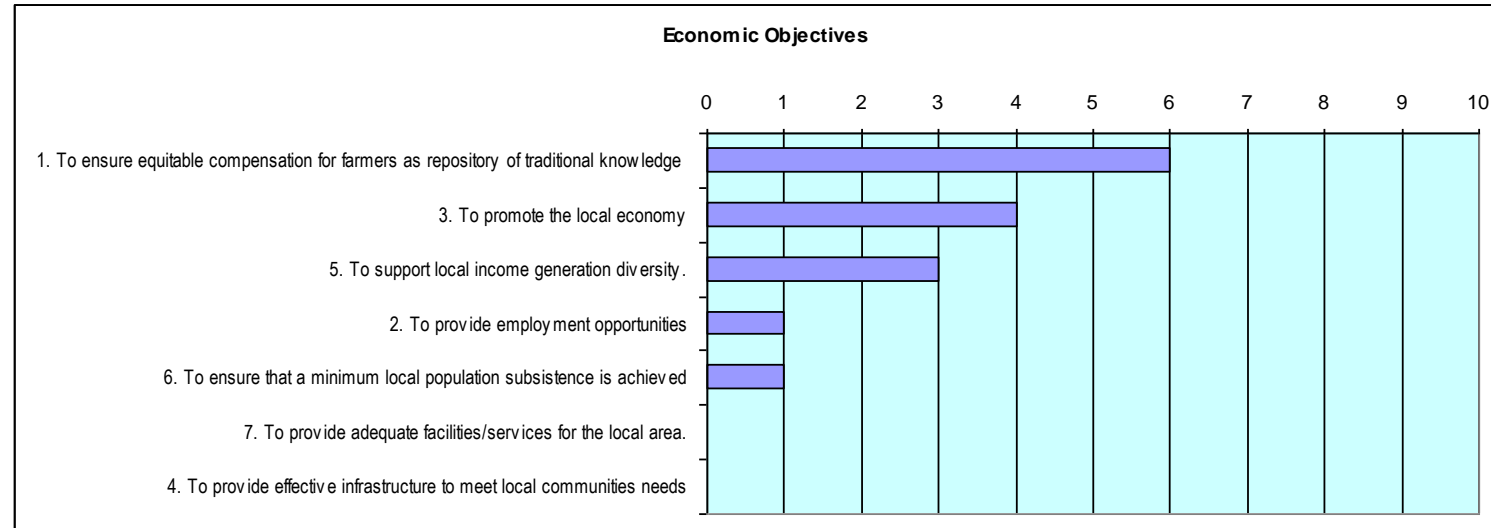 Economic Objectives
0 1 2 3 4 5 6 7 8 9 10
1. To ensure equitable compensation for farmers as repository of traditional knowledge
3. To promote the local economy
5. To support local income generation diversity.
2. To provide employment opportunities
6. To ensure that a minimum local population subsistence is achieved
7. To provide adequate facilities/services for the local area.
4. To provide effective infrastructure to meet local communities needs